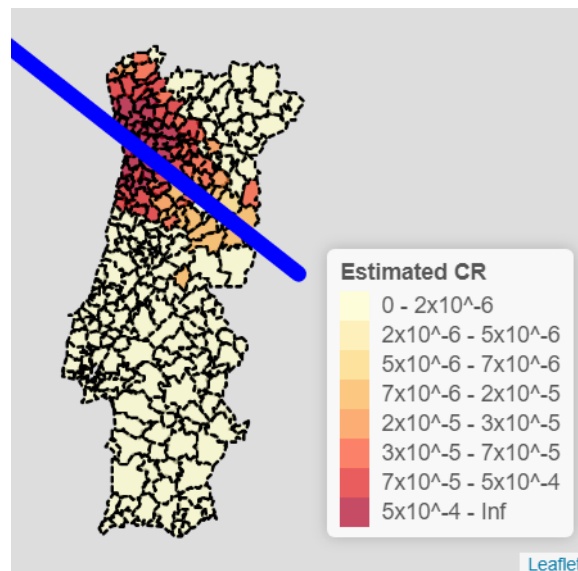 Estimated CR
0 - 2x10^-6
2x10^-6 - 5x10^-6
5x10^-6 - 7x10^-6
7x10^-6 - 2x10^-5
2x10^-5 - 3x10^-5
3x10^-5 - 7x10^-5
7x10^-5 - 5x10^-4
5x10^-4 - Inf
Leaflet